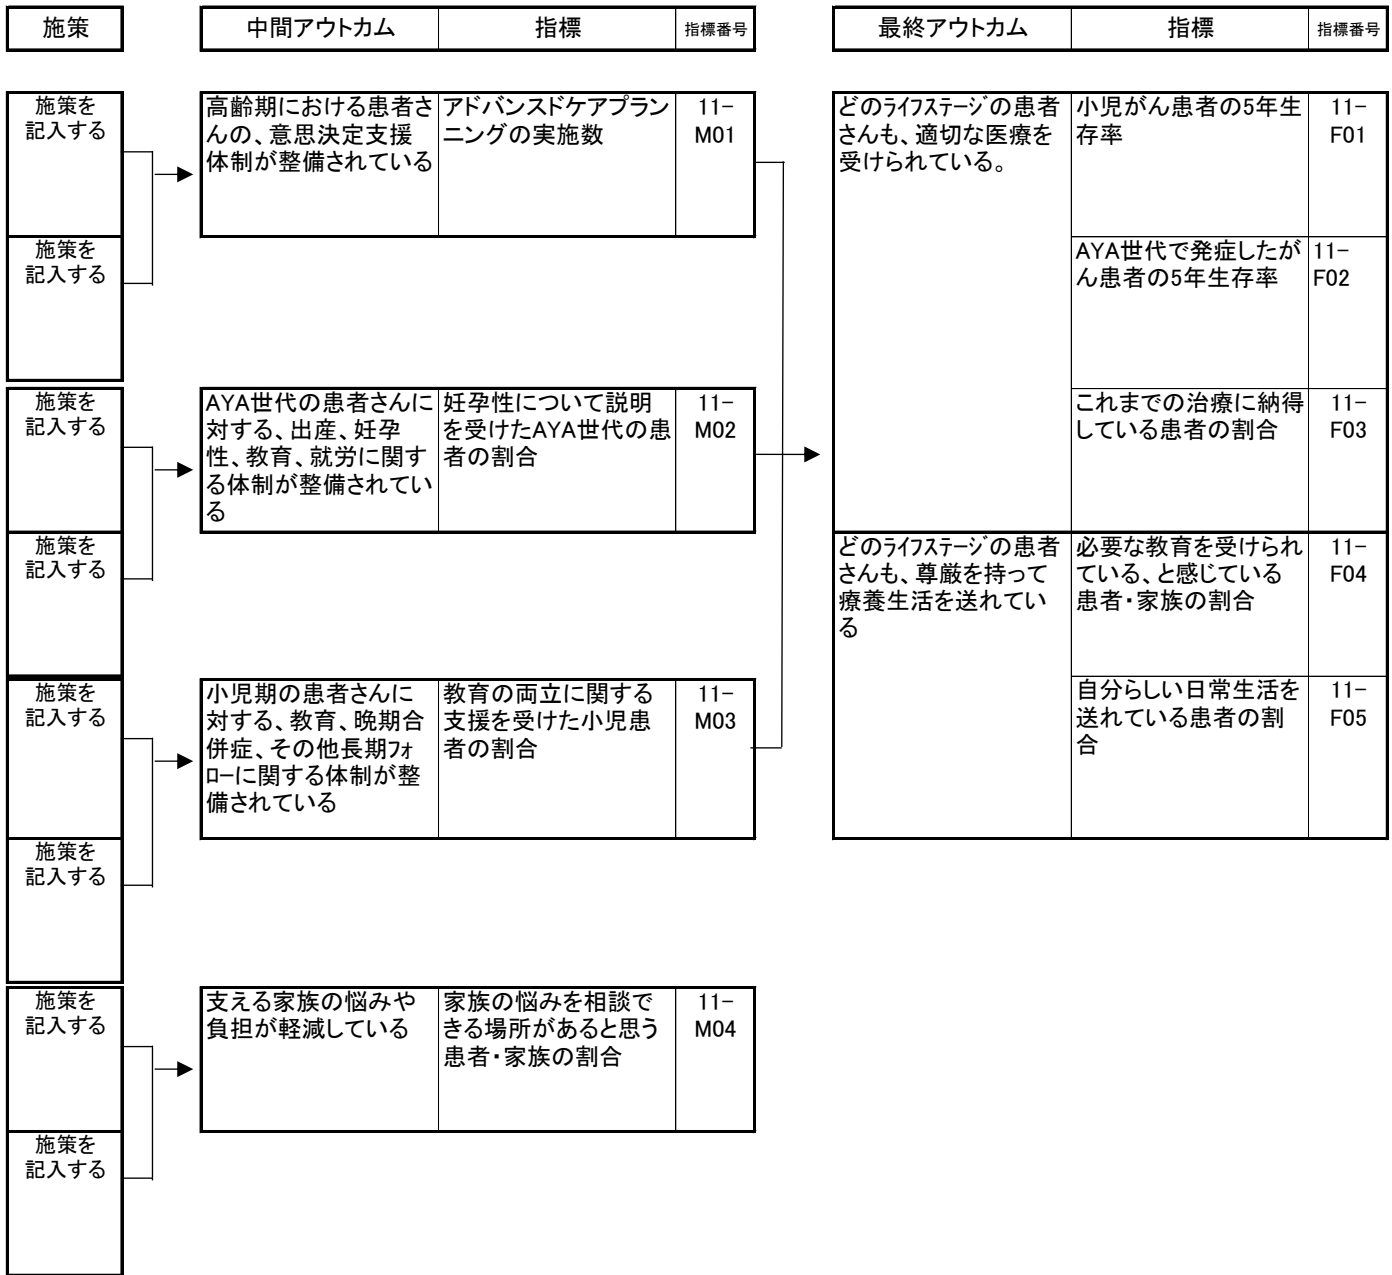 施策
中間アウトカム
指標
指標番号
最終アウトカム
指標
指標番号
施策を
記入する
高齢期における患者さ
んの、意思決定支援
体制が整備されている
アドバンスドケアプラン
ニングの実施数
11-
M01
どのライフステージの患者
さんも、適切な医療を
受けられている。
小児がん患者の5年生
存率
11-
F01
施策を
記入する
AYA世代で発症したが
ん患者の5年生存率
11-
F02
施策を
記入する
AYA世代の患者さんに
対する、出産、妊孕
性、教育、就労に関す
る体制が整備されてい
る
妊孕性について説明
を受けたAYA世代の患
者の割合
11-
M02
これまでの治療に納得
している患者の割合
11-
F03
施策を
記入する
どのライフステージの患者
さんも、尊厳を持って
療養生活を送れてい
る
必要な教育を受けられ
ている、と感じている
患者・家族の割合
11-
F04
施策を
記入する
小児期の患者さんに
対する、教育、晩期合
併症、その他長期フォ
ローに関する体制が整
備されている
教育の両立に関する
支援を受けた小児患
者の割合
11-
M03
自分らしい日常生活を
送れている患者の割
合
11-
F05
施策を
記入する
施策を
記入する
支える家族の悩みや
負担が軽減している
家族の悩みを相談で
きる場所があると思う
患者・家族の割合
11-
M04
施策を
記入する